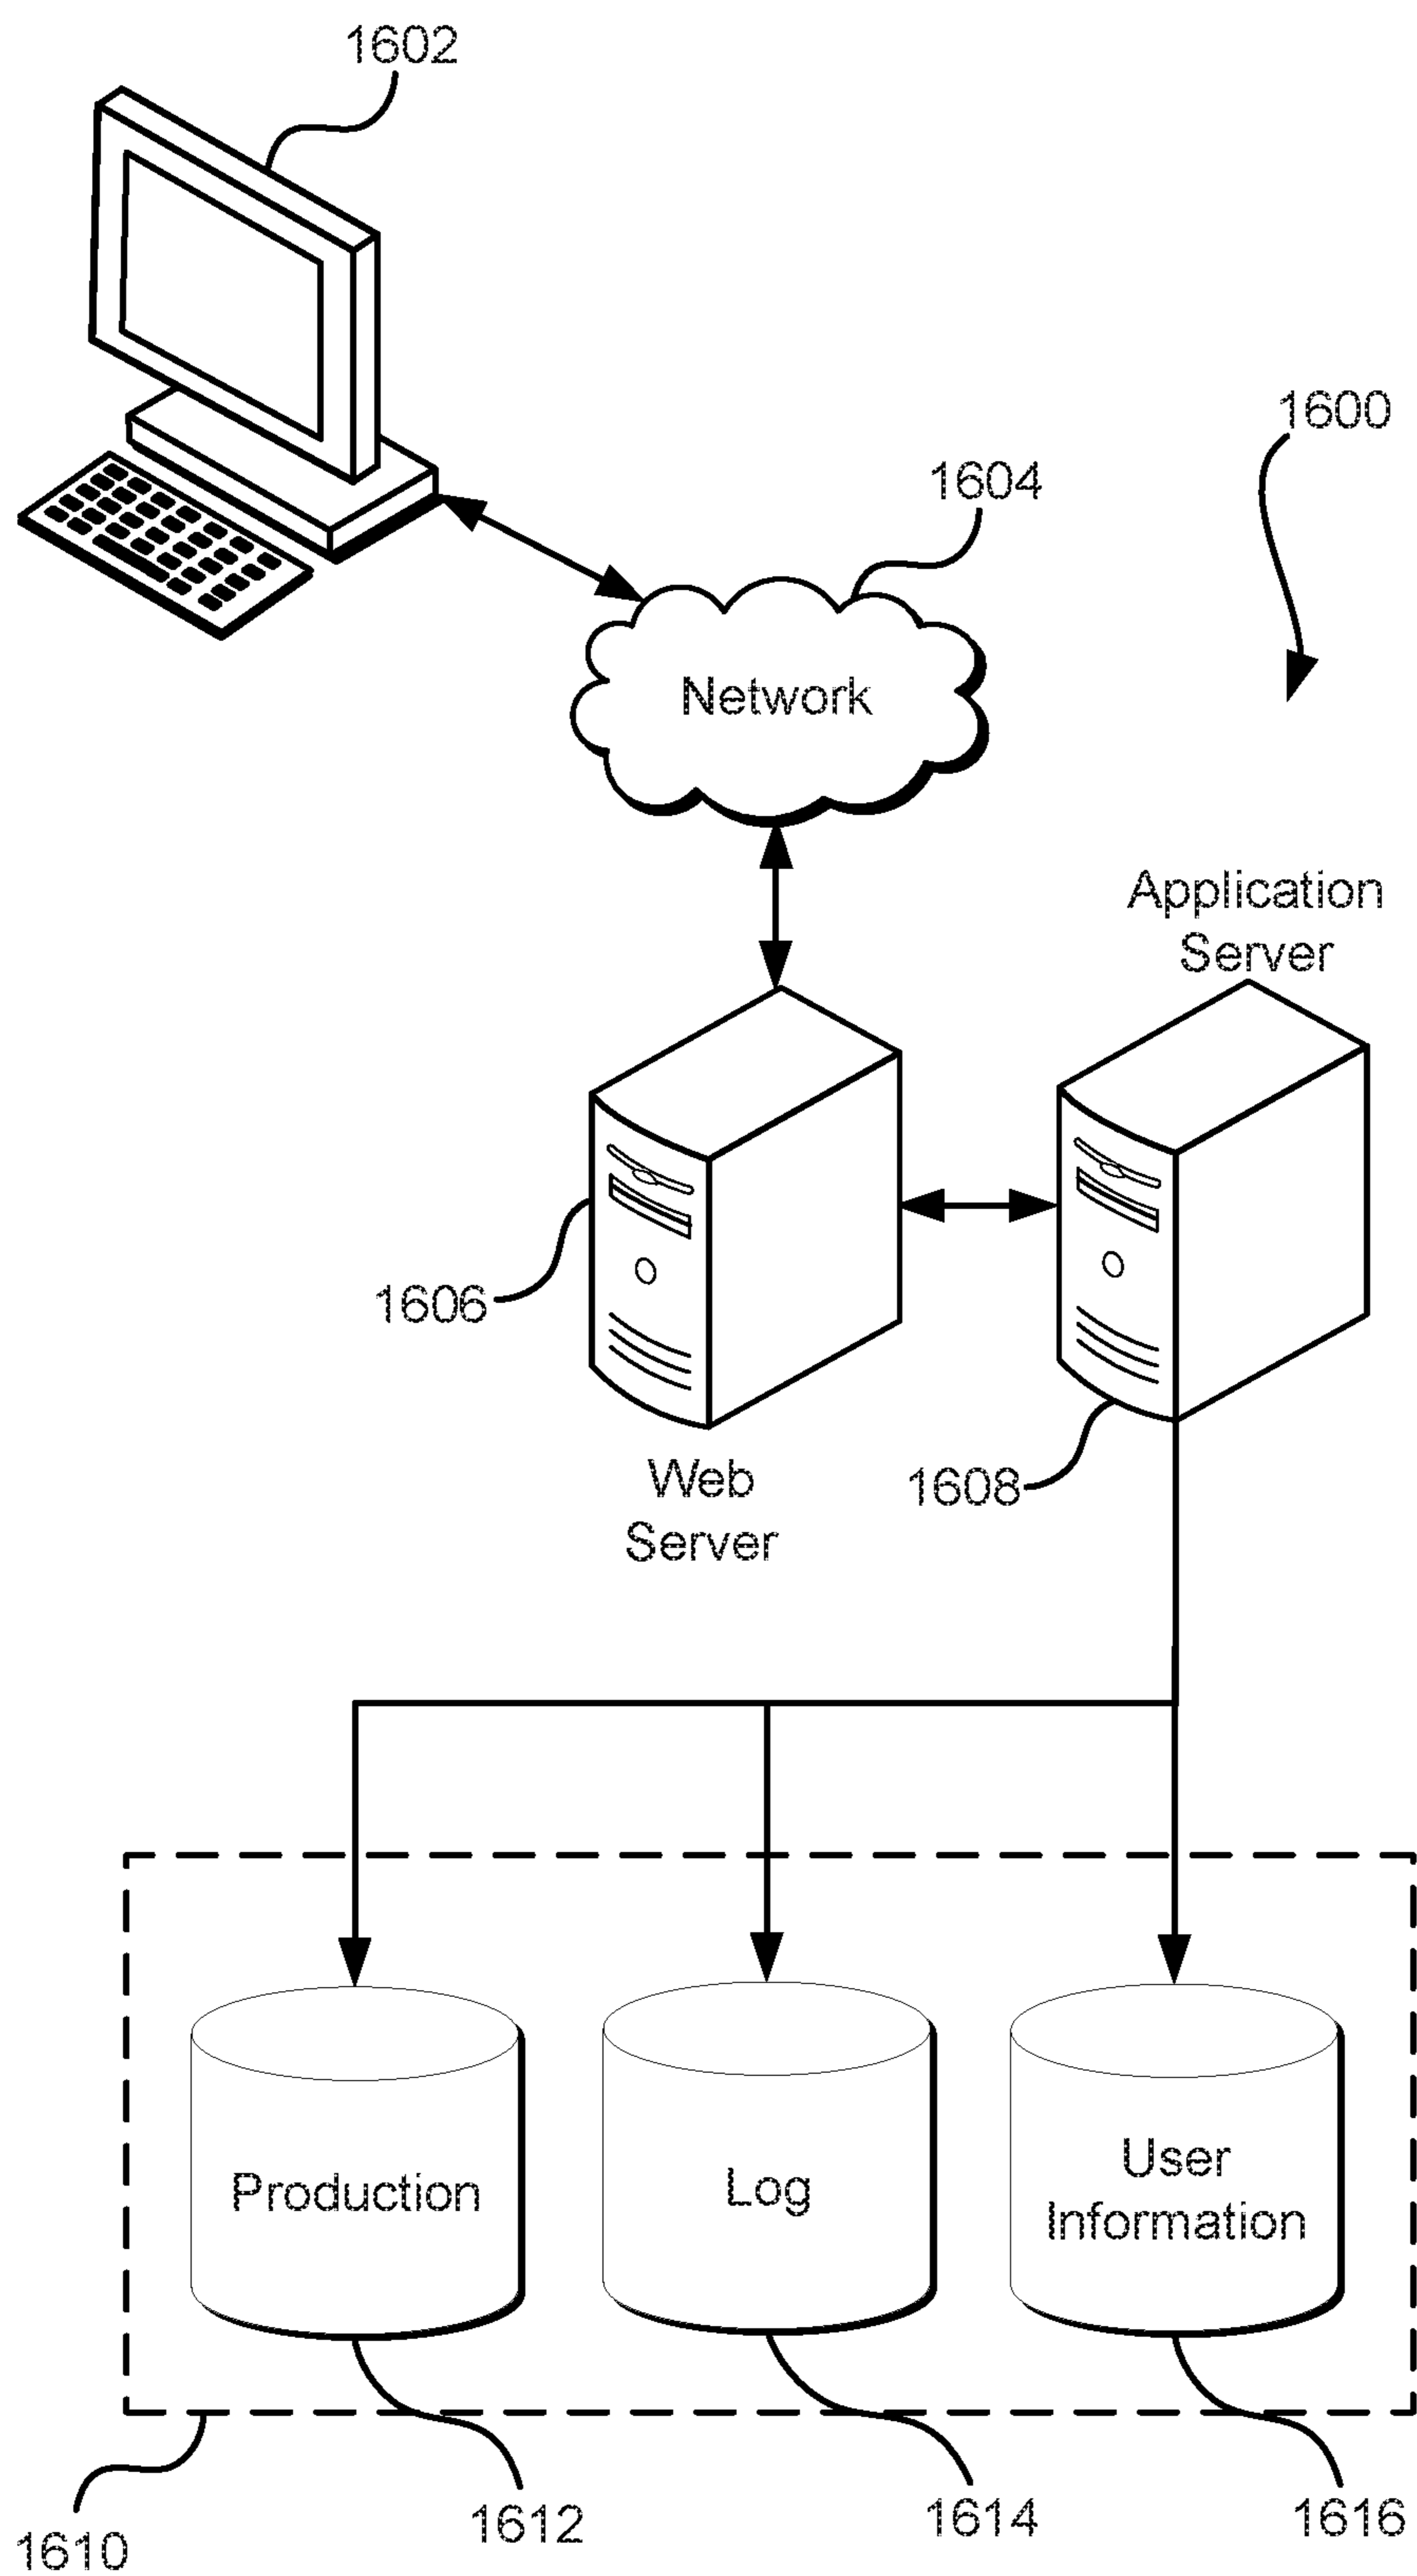 1602
1600
1604
Network
Application
Server
1606
1608
Web
Server
Production
Log
User
Information
1610
1612
1614
1616